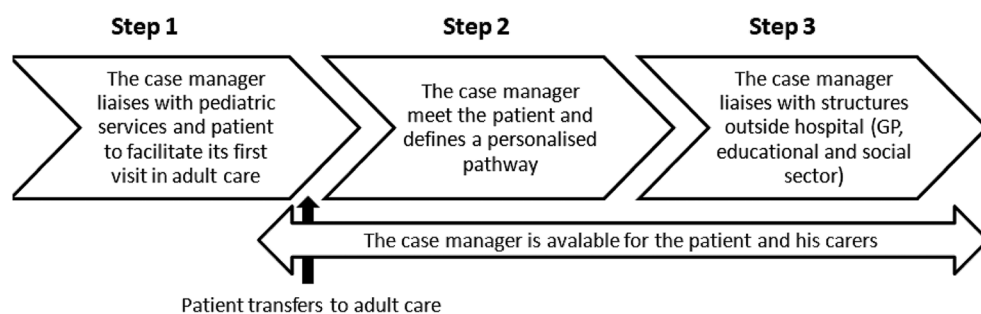 Step 1
The case manager
liaises with pediatric
services and patient
to facilitate its first
visit in adult care
Step 2
The case manager
meet the patient and
defines a personalised
pathway
Step 3
The case manager
liaises with structures
outside hospital (GP,
educational and social
sector)
The case manager is avalable for the patient and his carers
Patient transfers to adult care